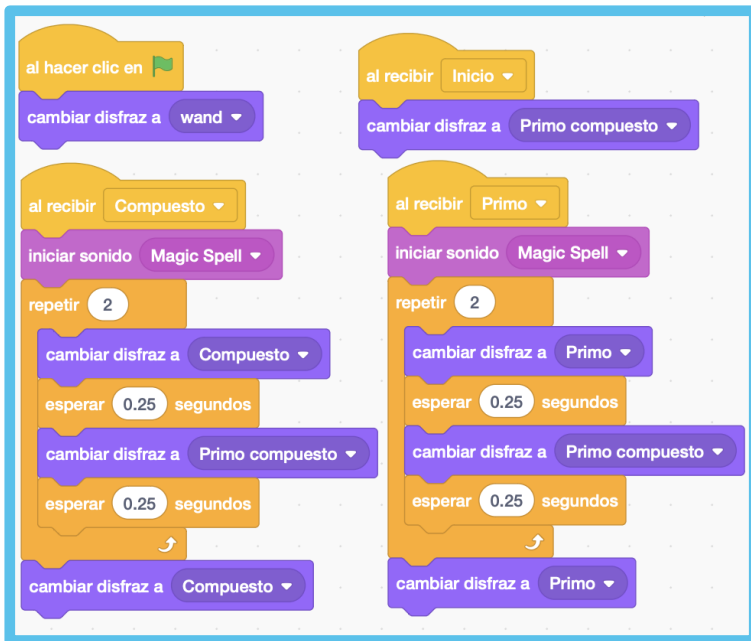 al hacer clic en
cambiar disfraz a wand
al recibir Inicio
cambiar disfraz a Primo compuesto
al recibir Compuesto
iniciar sonido Magic Spell
repetir 2
cambiar disfraz a Compuesto
esperar 0.25 segundos
cambiar disfraz a Primo compuesto
esperar 0.25 segundos
cambiar disfraz a Compuesto
al recibir Primo
iniciar sonido Magic Spell
repetir 2
cambiar disfraz a Primo
esperar 0.25 segundos
cambiar disfraz a Primo compuesto
esperar 0.25 segundos
cambiar disfraz a Primo